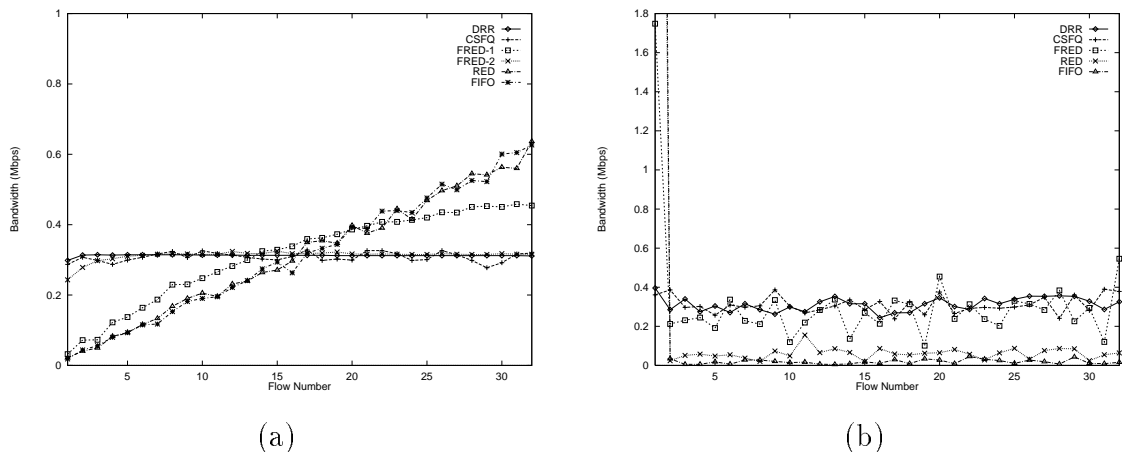 1
0.8
0.6
0.4
0.2
0
Bandwidth (Mbps)
5 10 15 20 25 30
Flow Number
DRR
CSFQ
FRED-1
FRED-2
RED
FIFO
(a)
1.8
1.6
1.4
1.2
1
0.8
0.6
0.4
0.2
0
Bandwidth (Mbps)
5 10 15 20 25 30
Flow Number
DRR
CSFQ
FRED
RED
FIFO
(b)